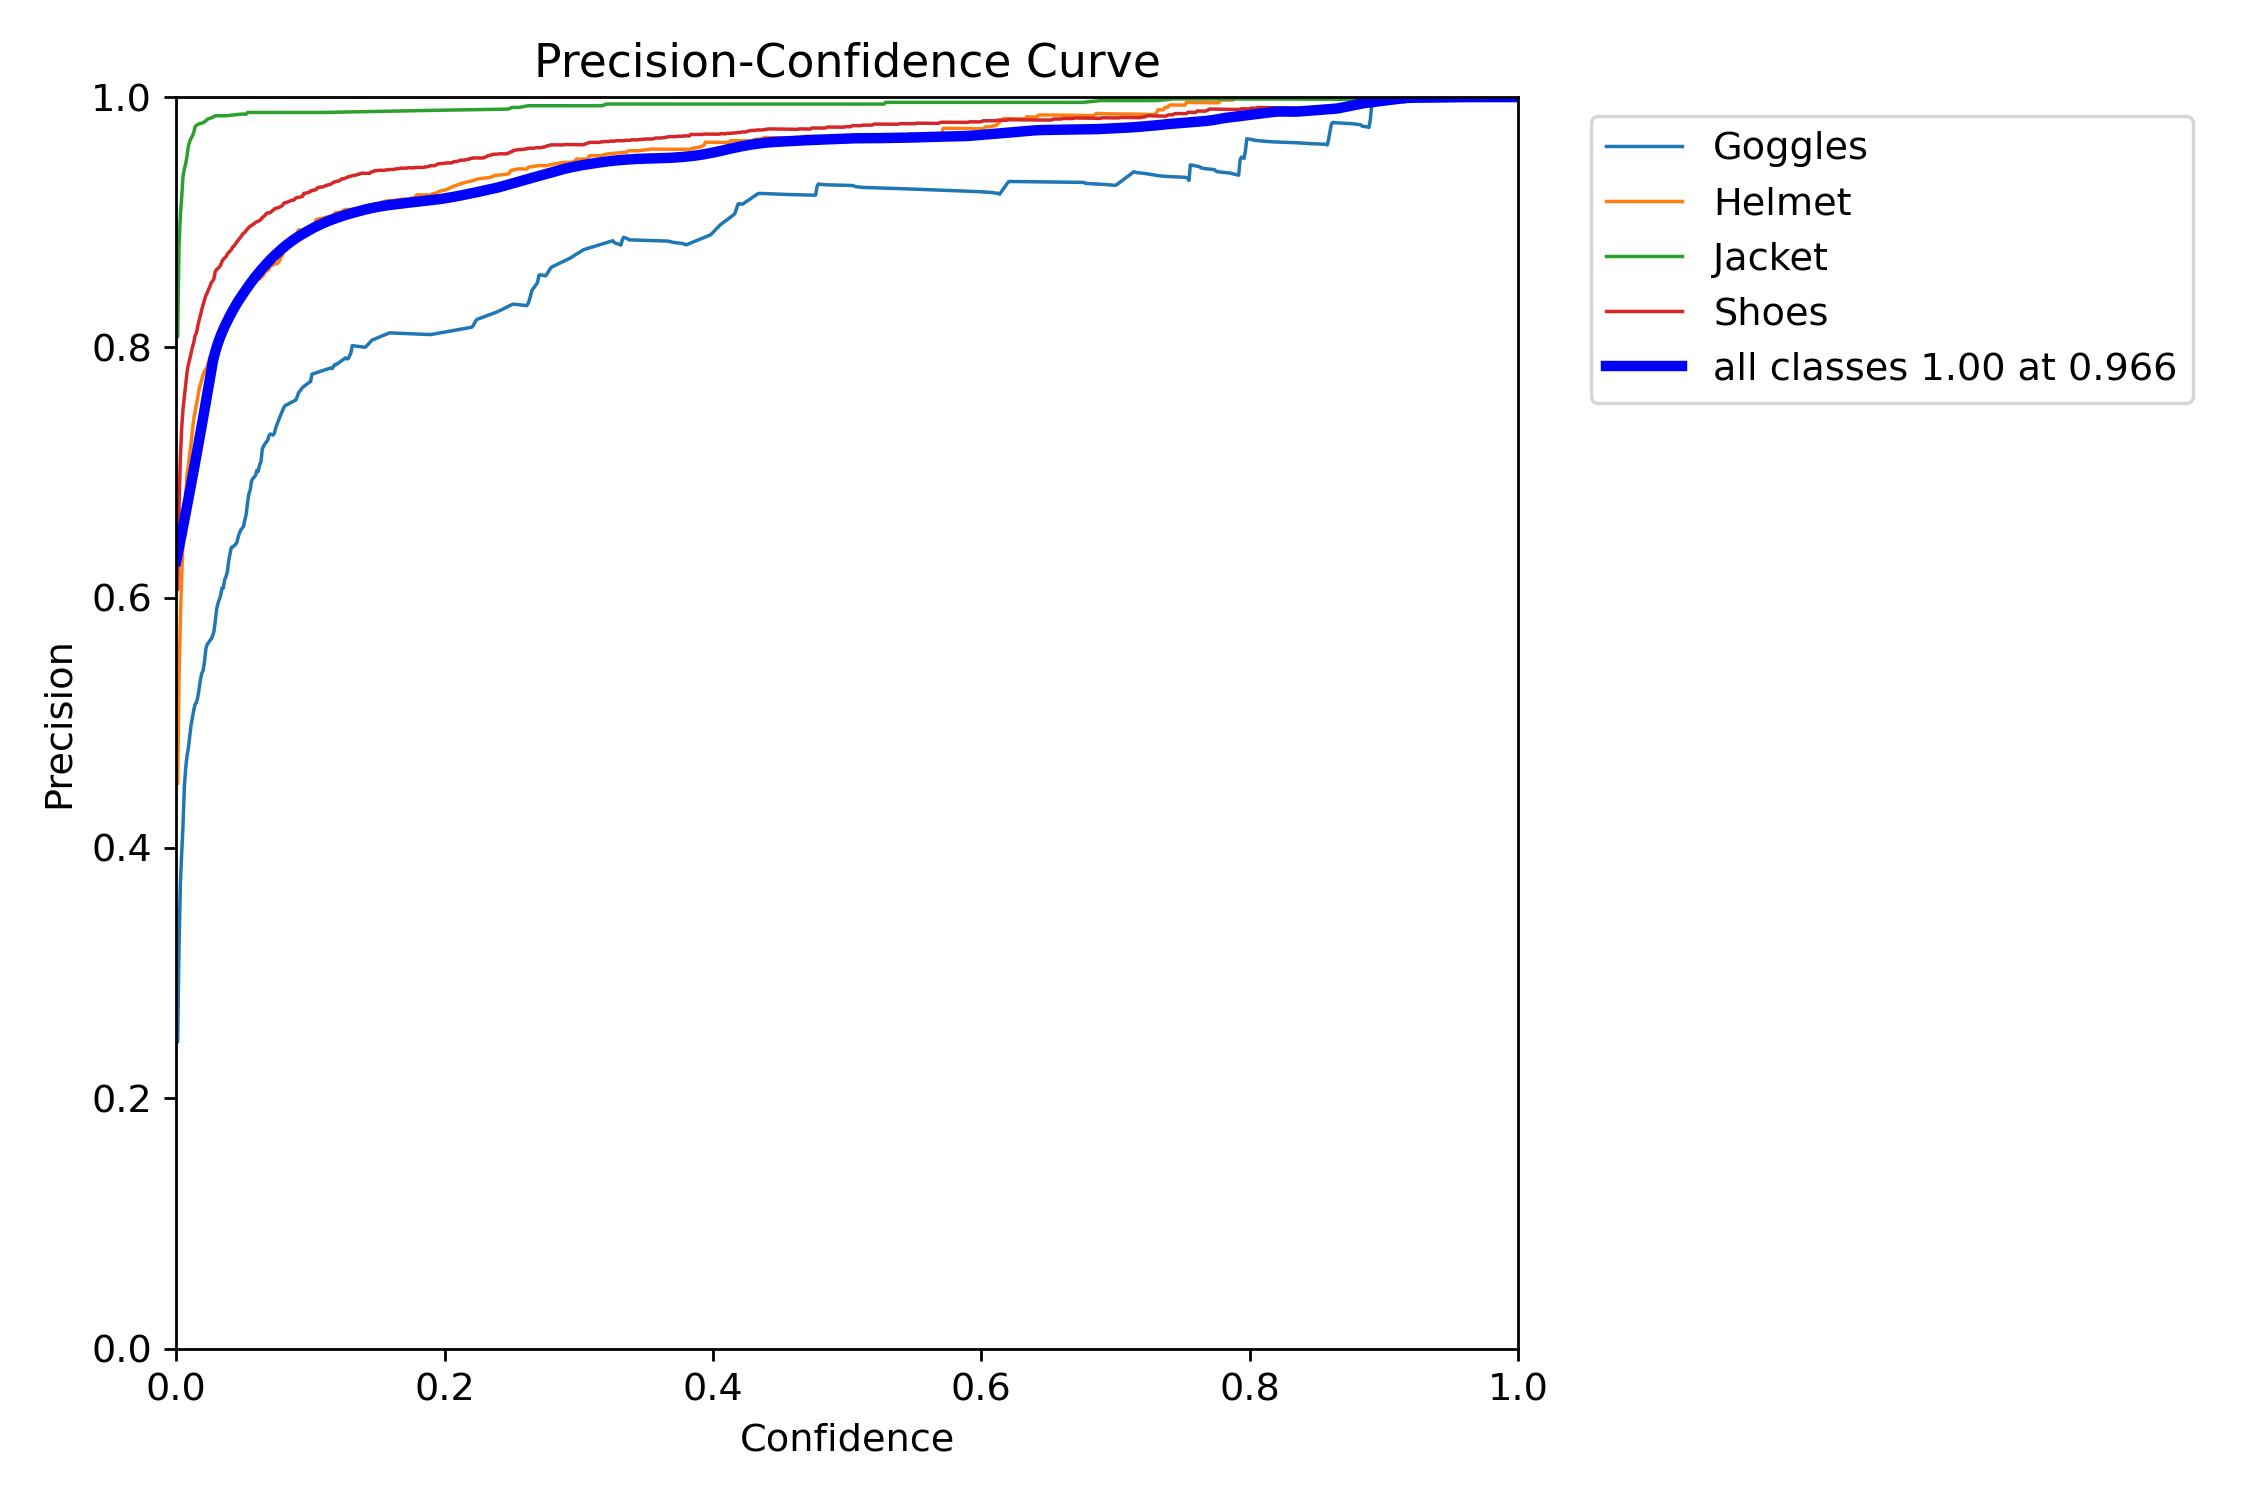 Precision-Confidence Curve
1.0
0.8
0.6
0.4
0.2
0.0
Precision
0.0 0.2 0.4 0.6 0.8 1.0
Confidence
Goggles
Helmet
Jacket
Shoes
all classes 1.00 at 0.966